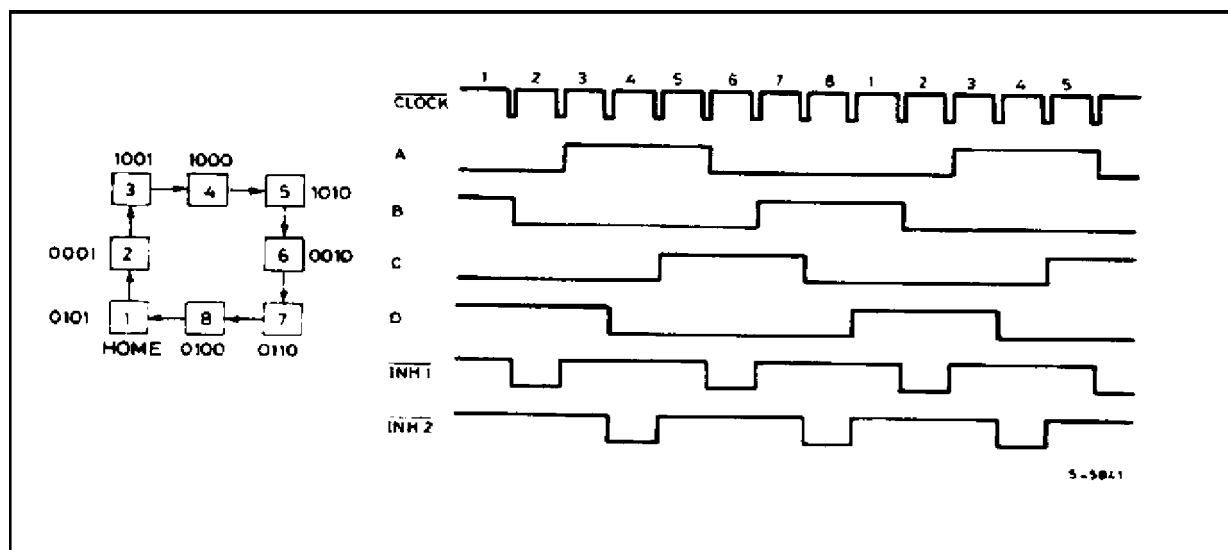 1001 1000
3 4 5 1010
0001 2 6 0010
0101 1 8 7
HOME 0100 0110
1 2 3 4 5 6 7 8 1 2 3 4 5
CLOCK
A
B
C
D
INH 1
INH 2
S-5841